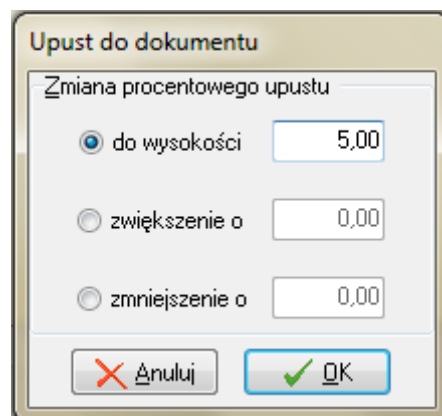 Upust do dokumentu
Zmiana procentowego upustu
do wysokości 5,00
zwiększenie o 0,00
zmniejszenie o 0,00
Anuluj OK